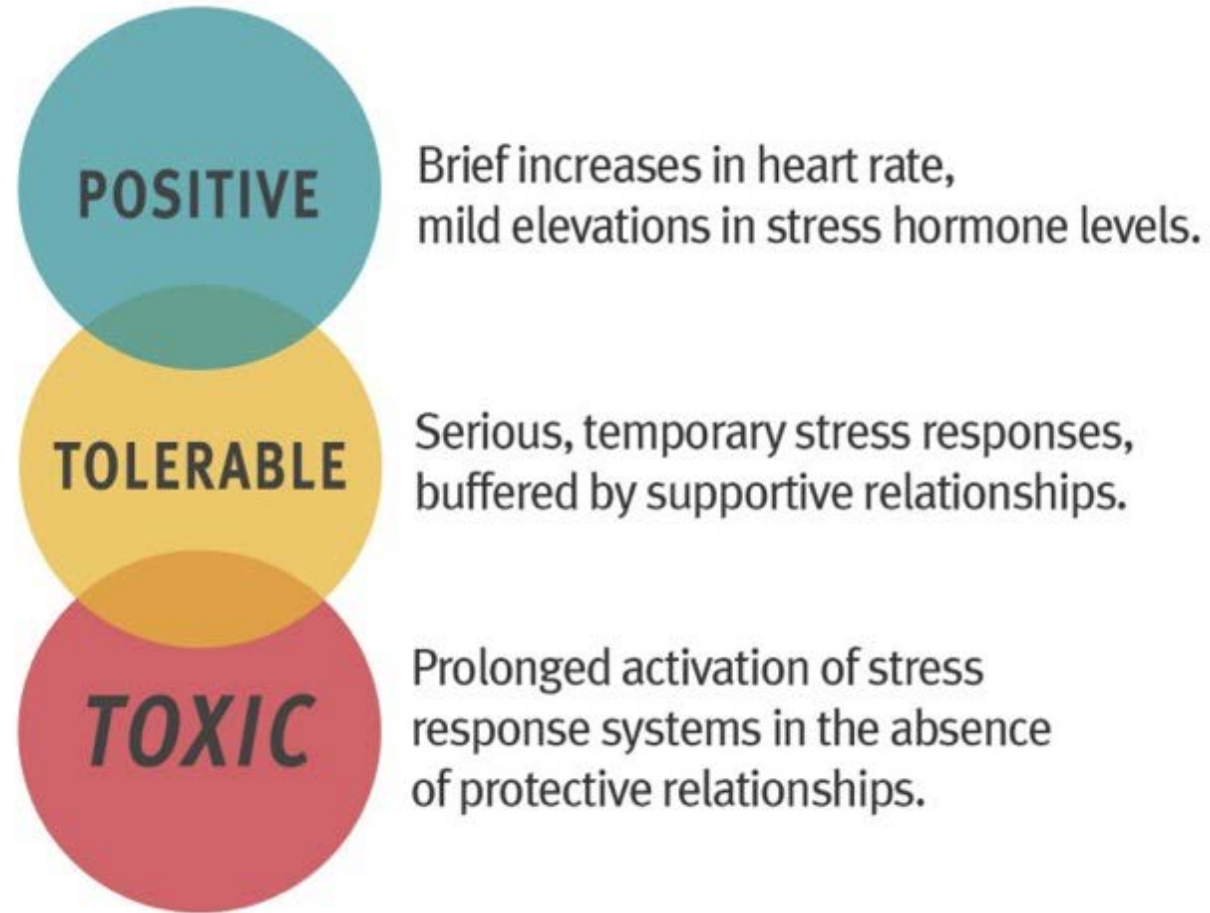 POSITIVE
Brief increases in heart rate,
mild elevations in stress hormone levels.
TOLERABLE
Serious, temporary stress responses,
buffered by supportive relationships.
TOXIC
Prolonged activation of stress
response systems in the absence
of protective relationships.